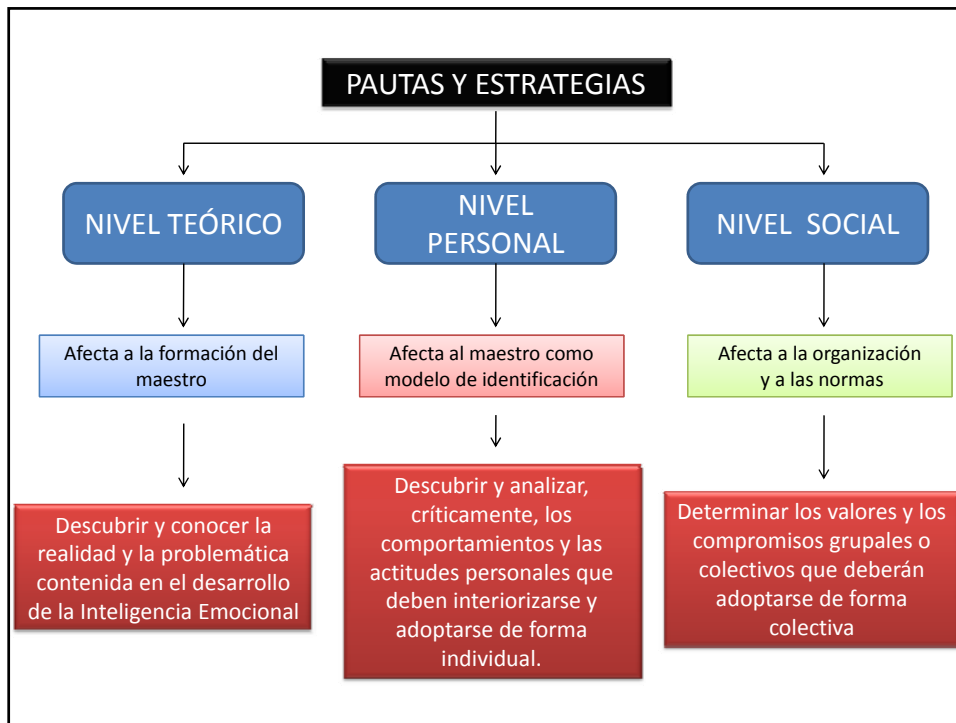 PAUTAS Y ESTRATEGIAS
NIVEL TEÓRICO
NIVEL
PERSONAL
NIVEL SOCIAL
Afecta a la formación del
maestro
Afecta al maestro como
modelo de identificación
Afecta a la organización
y a las normas
Descubrir y conocer la
realidad y la problemática
contenida en el desarrollo
de la Inteligencia Emocional
Descubrir y analizar,
críticamente, los
comportamientos y las
actitudes personales que
deben interiorizarse y
adoptarse de forma
individual.
Determinar los valores y los
compromisos grupales o
colectivos que deberán
adoptarse de forma
colectiva